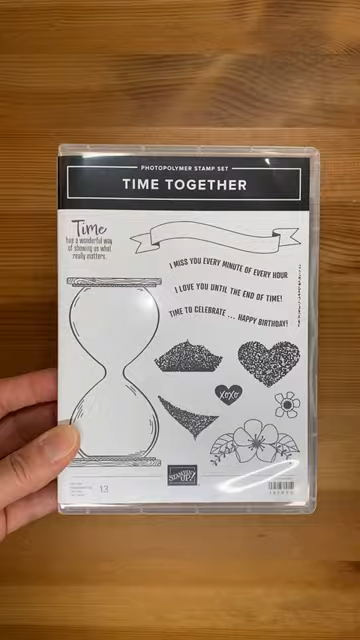 PHOTOPOLYMER STAMP SET
TIME TOGETHER
Time
has a wonderful way
of showing us what
really matters.
I MISS YOU EVERY MINUTE OF EVERY HOUR
I LOVE YOU UNTIL THE END OF TIME!
TIME TO CELEBRATE ... HAPPY BIRTHDAY!
xoxo
STAMPIN' UP!
13